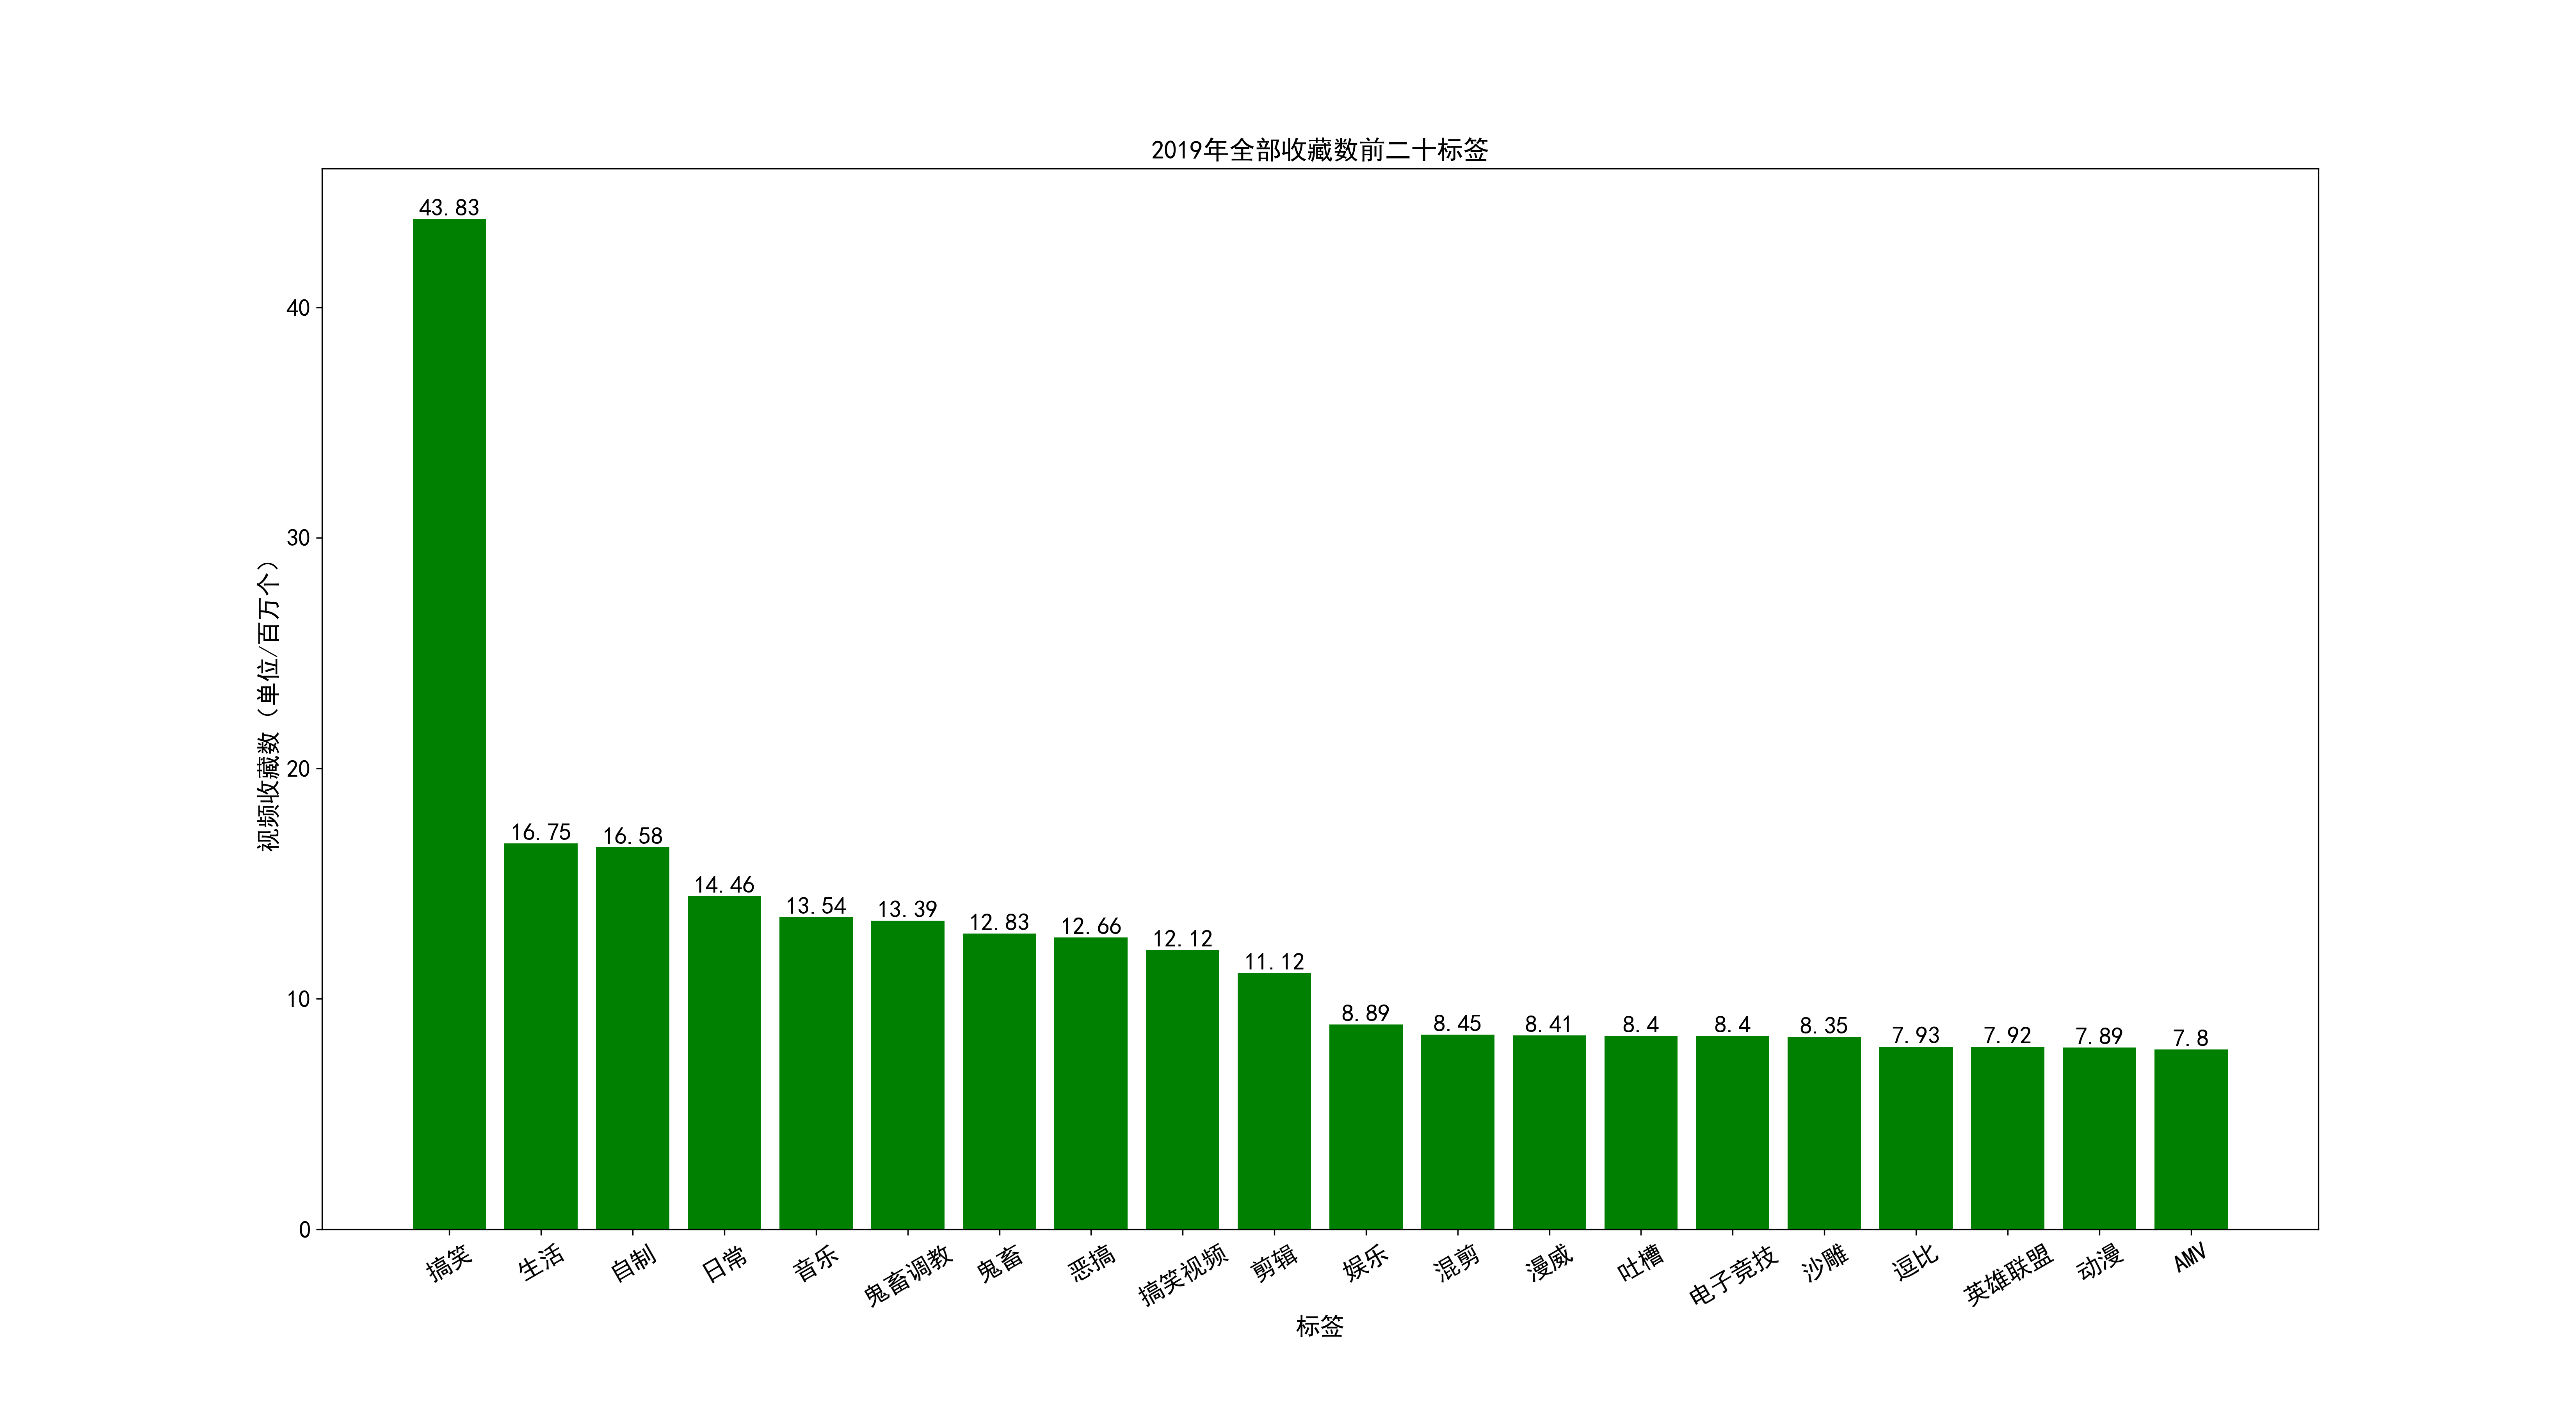 2019年全部收藏数前二十标签
视频收藏数（单位/百万个）
40
30
20
10
0
43.83
16.75
16.58
14.46
13.54
13.39
12.83
12.66
12.12
11.12
8.89
8.45
8.41
8.4
8.4
8.35
7.93
7.92
7.89
7.8
搞笑
生活
自制
日常
音乐
鬼畜调教
鬼畜
恶搞
搞笑视频
剪辑
娱乐
混剪
漫威
吐槽
电子竞技
沙雕
逗比
英雄联盟
动漫
AMV
标签